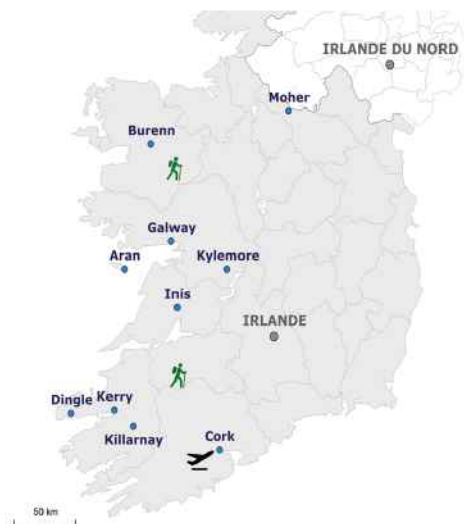 IRLANDE DU NORD
Moher
Burenn
Galway
Aran
Kylemore
Inis
IRLANDE
Dingle
Kerry
Killarnay
Cork
50 km